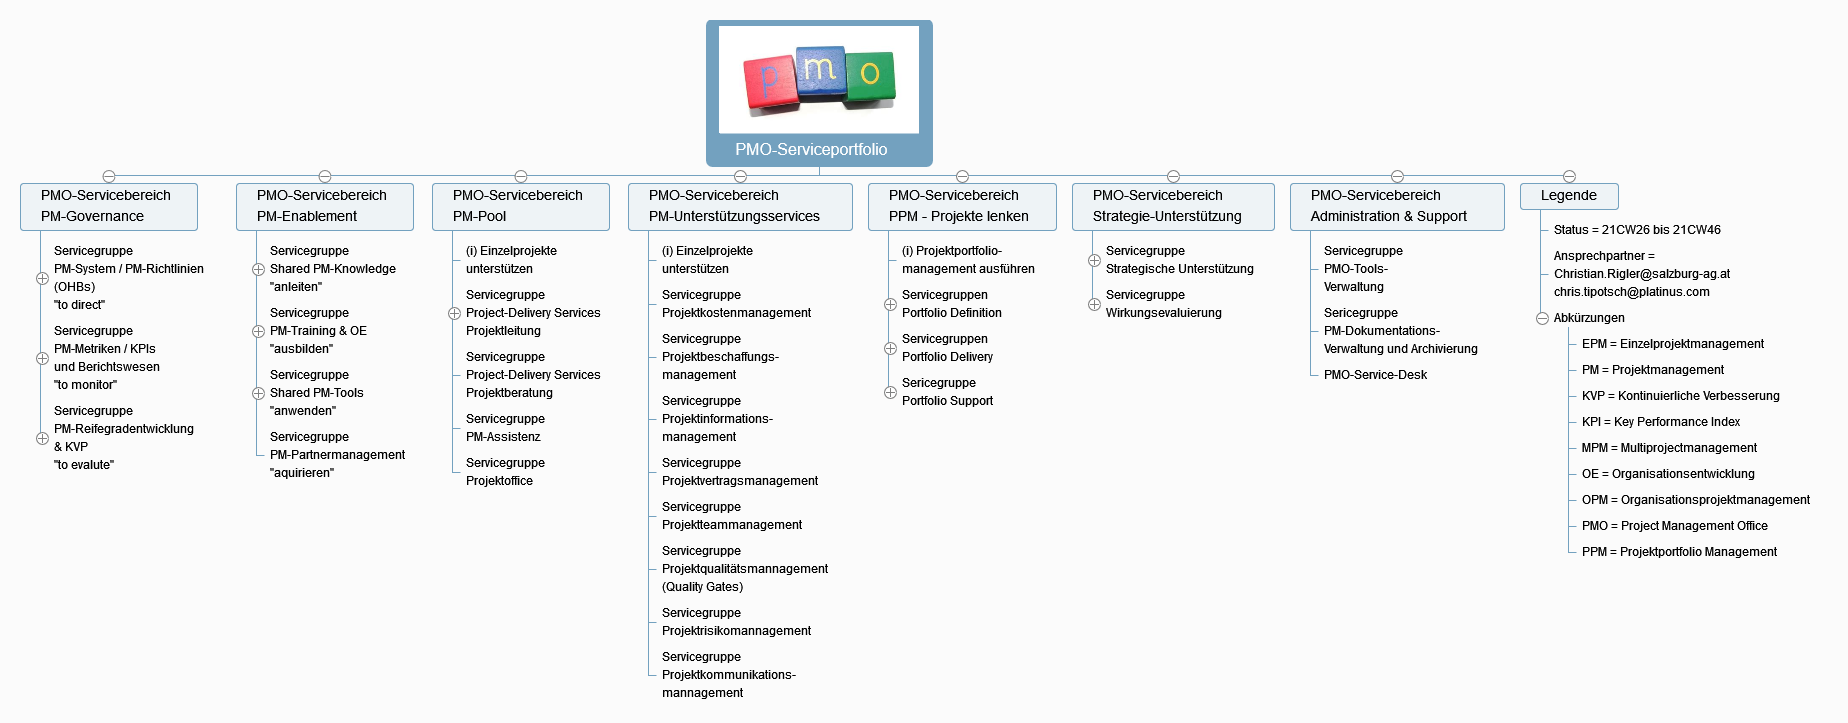 pmo
PMO-Serviceportfolio
PMO-Servicebereich
PM-Governance
Servicegruppe
PM-System / PM-Richtlinien
(OHBs)
"to direct"
Servicegruppe
PM-Metriken / KPIs
und Berichtswesen
"to monitor"
Servicegruppe
PM-Reifegradentwicklung
& KVP
"to evalute"
PMO-Servicebereich
PM-Enablement
Servicegruppe
Shared PM-Knowledge
"anleiten"
Servicegruppe
PM-Training & OE
"ausbilden"
Servicegruppe
Shared PM-Tools
"anwenden"
Servicegruppe
PM-Partnermanagement
"aquirieren"
PMO-Servicebereich
PM-Pool
(i) Einzelprojekte
unterstützen
Servicegruppe
Project-Delivery Services
Projektleitung
Servicegruppe
Project-Delivery Services
Projektberatung
Servicegruppe
PM-Assistenz
Servicegruppe
Projektoffice
PMO-Servicebereich
PM-Unterstützungsservices
(i) Einzelprojekte
unterstützen
Servicegruppe
Projektkostenmanagement
Servicegruppe
Projektbeschaffungs-
management
Servicegruppe
Projektinformations-
management
Servicegruppe
Projektvertragsmanagement
Servicegruppe
Projektteammanagement
Servicegruppe
Projektqualitätsmannagement
(Quality Gates)
Servicegruppe
Projektrisikomannagement
Servicegruppe
Projektkommunikations-
mannagement
PMO-Servicebereich
PPM - Projekte lenken
(i) Projektportfolio-
management ausführen
Servicegruppen
Portfolio Definition
Servicegruppen
Portfolio Delivery
Sericegruppe
Portfolio Support
PMO-Servicebereich
Strategie-Unterstützung
Servicegruppe
Strategische Unterstützung
Servicegruppe
Wirkungsevaluierung
PMO-Servicebereich
Administration & Support
Servicegruppe
PMO-Tools-
Verwaltung
Sericegruppe
PM-Dokumentations-
Verwaltung und Archivierung
PMO-Service-Desk
Legende
Status = 21CW26 bis 21CW46
Ansprechpartner =
Christian.Rigler@salzburg-ag.at
chris.tipotsch@platinus.com
Abkürzungen
EPM = Einzelprojektmanagement
PM = Projektmanagement
KVP = Kontinuierliche Verbesserung
KPI = Key Performance Index
MPM = Multiprojectmanagement
OE = Organisationsentwicklung
OPM = Organisationsprojektmanagement
PMO = Project Management Office
PPM = Projektportfolio Management